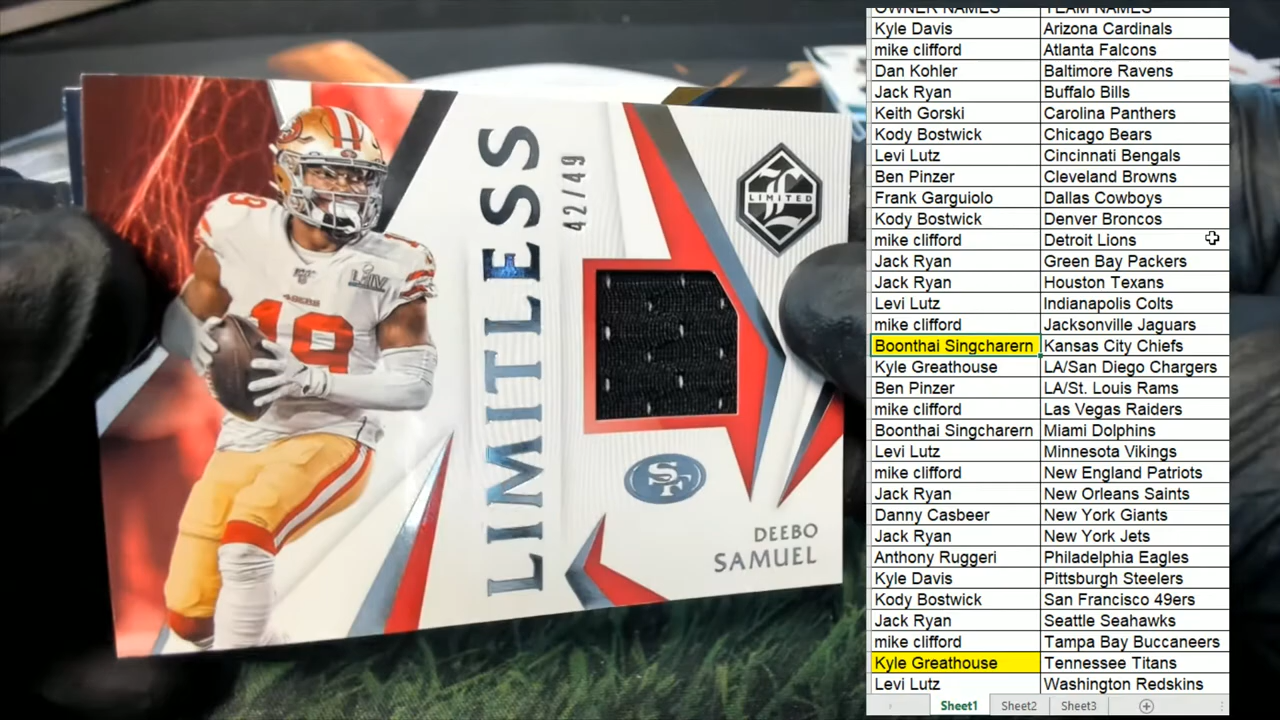 LIMITLESS
42/49
LIMITED
L
SF
DEEBO
SAMUEL
19
19
49ERS
LIV
OWNER NAMES TEAM NAMES
Kyle Davis Arizona Cardinals
mike clifford Atlanta Falcons
Dan Kohler Baltimore Ravens
Jack Ryan Buffalo Bills
Keith Gorski Carolina Panthers
Kody Bostwick Chicago Bears
Levi Lutz Cincinnati Bengals
Ben Pinzer Cleveland Browns
Frank Garguiolo Dallas Cowboys
Kody Bostwick Denver Broncos
mike clifford Detroit Lions
Jack Ryan Green Bay Packers
Jack Ryan Houston Texans
Levi Lutz Indianapolis Colts
mike clifford Jacksonville Jaguars
Boonthai Singcharern Kansas City Chiefs
Kyle Greathouse LA/San Diego Chargers
Ben Pinzer LA/St. Louis Rams
mike clifford Las Vegas Raiders
Boonthai Singcharern Miami Dolphins
Levi Lutz Minnesota Vikings
mike clifford New England Patriots
Jack Ryan New Orleans Saints
Danny Casbeer New York Giants
Jack Ryan New York Jets
Anthony Ruggeri Philadelphia Eagles
Kyle Davis Pittsburgh Steelers
Kody Bostwick San Francisco 49ers
Jack Ryan Seattle Seahawks
mike clifford Tampa Bay Buccaneers
Kyle Greathouse Tennessee Titans
Levi Lutz Washington Redskins
Sheet1 Sheet2 Sheet3